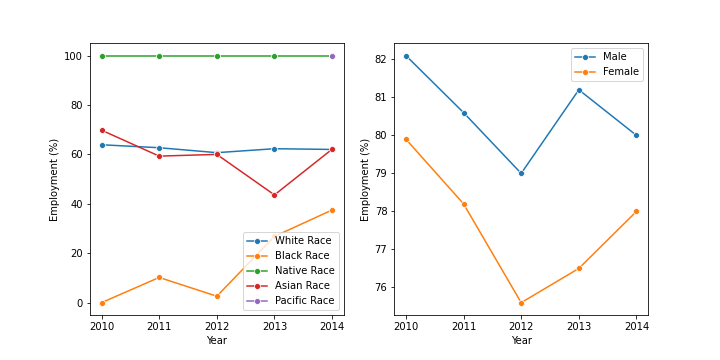 100
80
60
40
20
0
Employment (%)
2010 2011 2012 2013 2014
Year
White Race
Black Race
Native Race
Asian Race
Pacific Race
82
81
80
79
78
77
76
Employment (%)
2010 2011 2012 2013 2014
Year
Male
Female